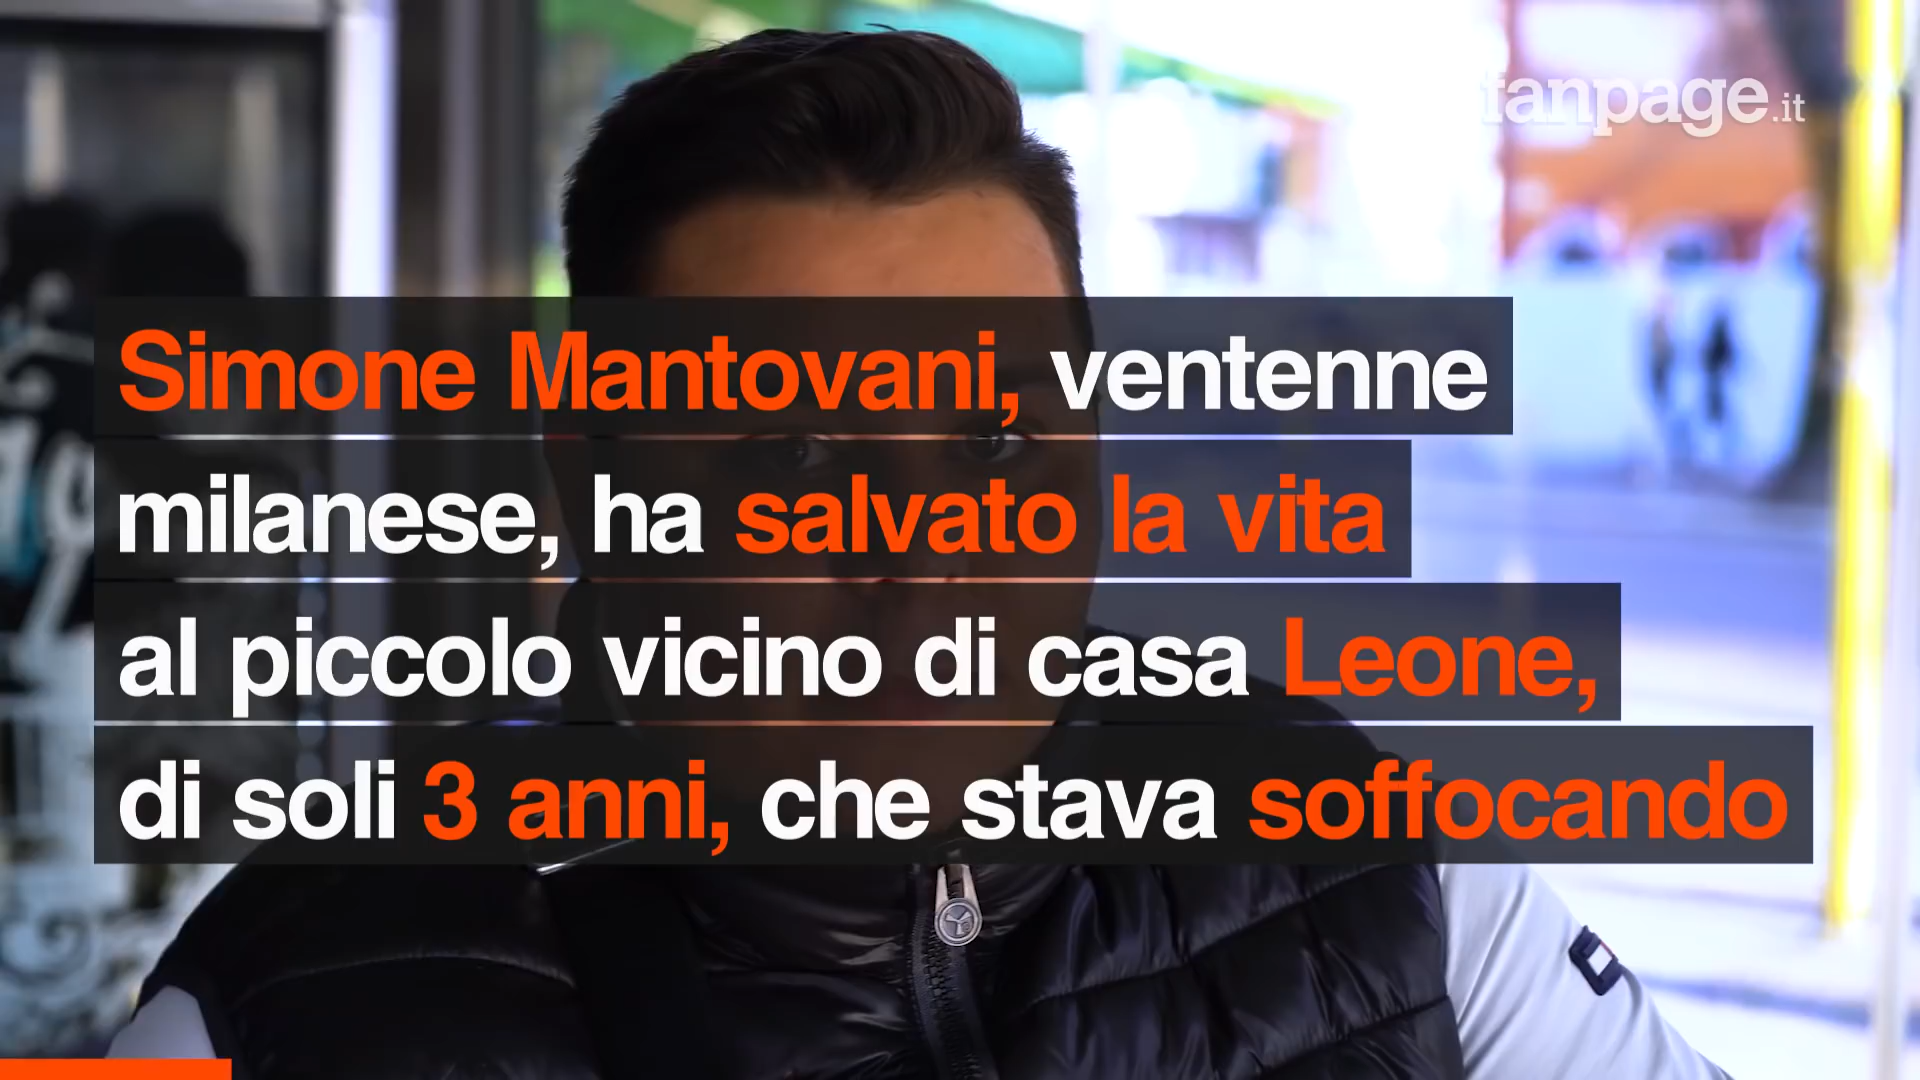 fanpage.it
Simone Mantovani, ventenne
milanese, ha salvato la vita
al piccolo vicino di casa Leone,
di soli 3 anni, che stava soffocando